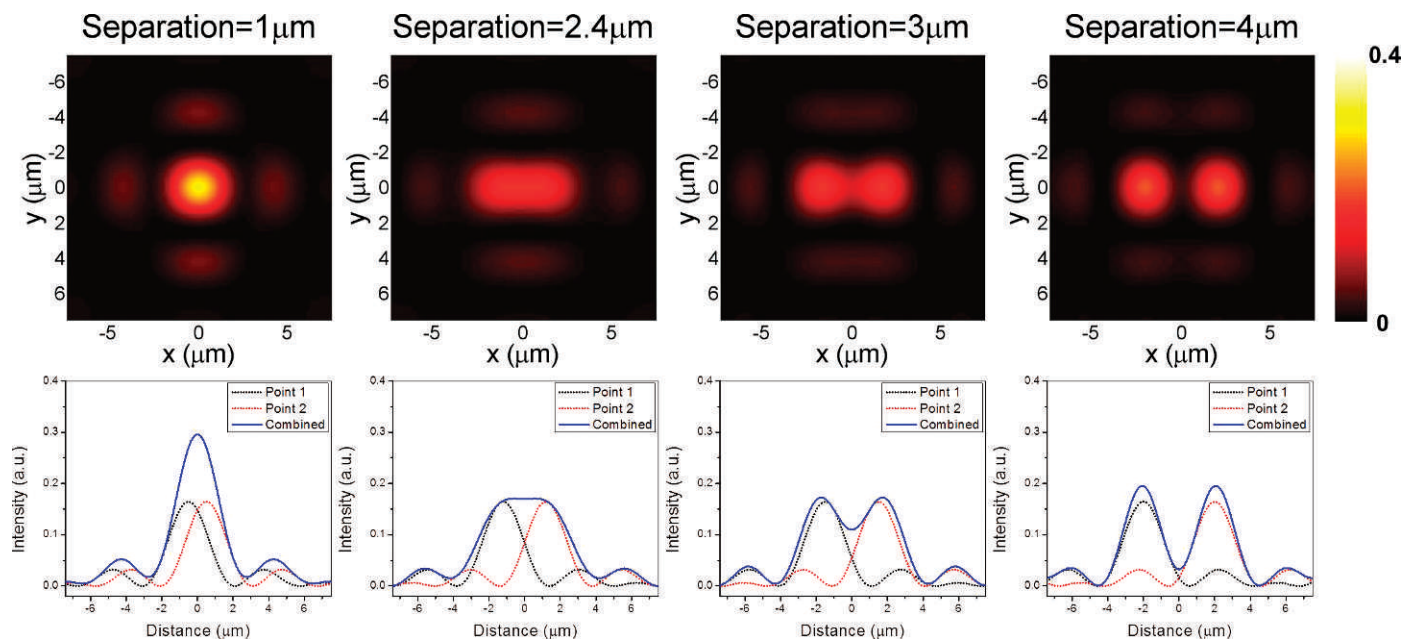 Separation=1μm Separation=2.4μm Separation=3μm Separation=4μm
0.4
0
y (μm) -6 -4 -2 0 2 4 6
-5 0 5
x (μm)
y (μm) -6 -4 -2 0 2 4 6
-5 0 5
x (μm)
y (μm) -6 -4 -2 0 2 4 6
-5 0 5
x (μm)
y (μm) -6 -4 -2 0 2 4 6
-5 0 5
x (μm)
Intensity (a.u.)
0.4
0.3
0.2
0.1
0.0
Point 1
Point 2
Combined
-6 -4 -2 0 2 4 6
Distance (μm)
Intensity (a.u.)
0.4
0.3
0.2
0.1
0.0
Point 1
Point 2
Combined
-6 -4 -2 0 2 4 6
Distance (μm)
Intensity (a.u.)
0.4
0.3
0.2
0.1
0.0
Point 1
Point 2
Combined
-6 -4 -2 0 2 4 6
Distance (μm)
Intensity (a.u.)
0.4
0.3
0.2
0.1
0.0
Point 1
Point 2
Combined
-6 -4 -2 0 2 4 6
Distance (μm)